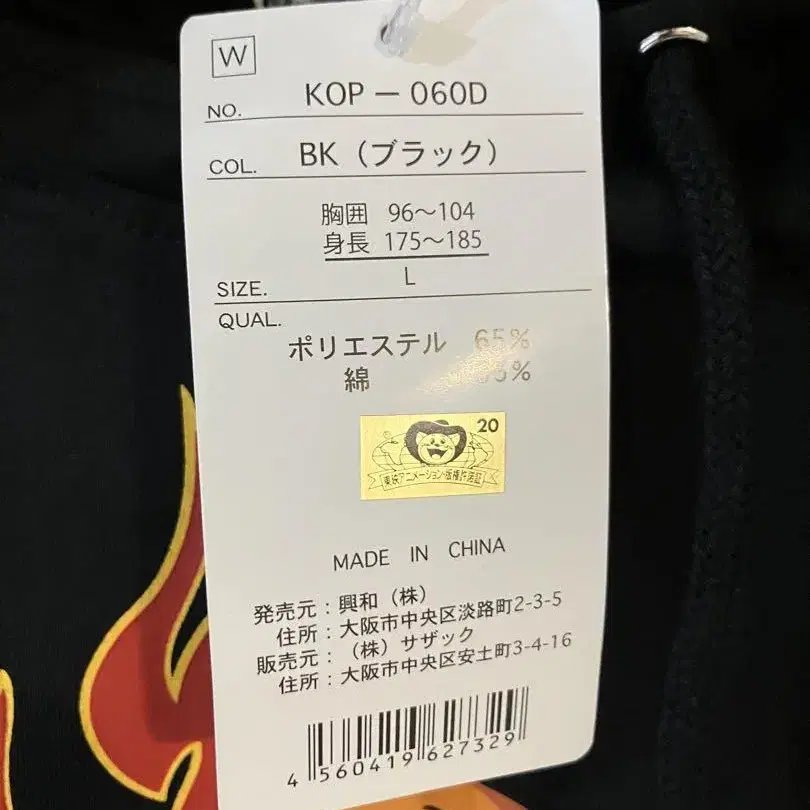 W
NO. KOP－060D
COL. BK（ブラック）
胸囲 96～104
身長 175～185
SIZE. L
QUAL.
ポリエステル 65%
綿 35%
20
東映アニメーション・版権許諾証
MADE IN CHINA
発売元：興和（株）
住所：大阪市中央区淡路町2-3-5
販売元：（株）サザック
住所：大阪市中央区安土町3-4-16
4 560419 627329